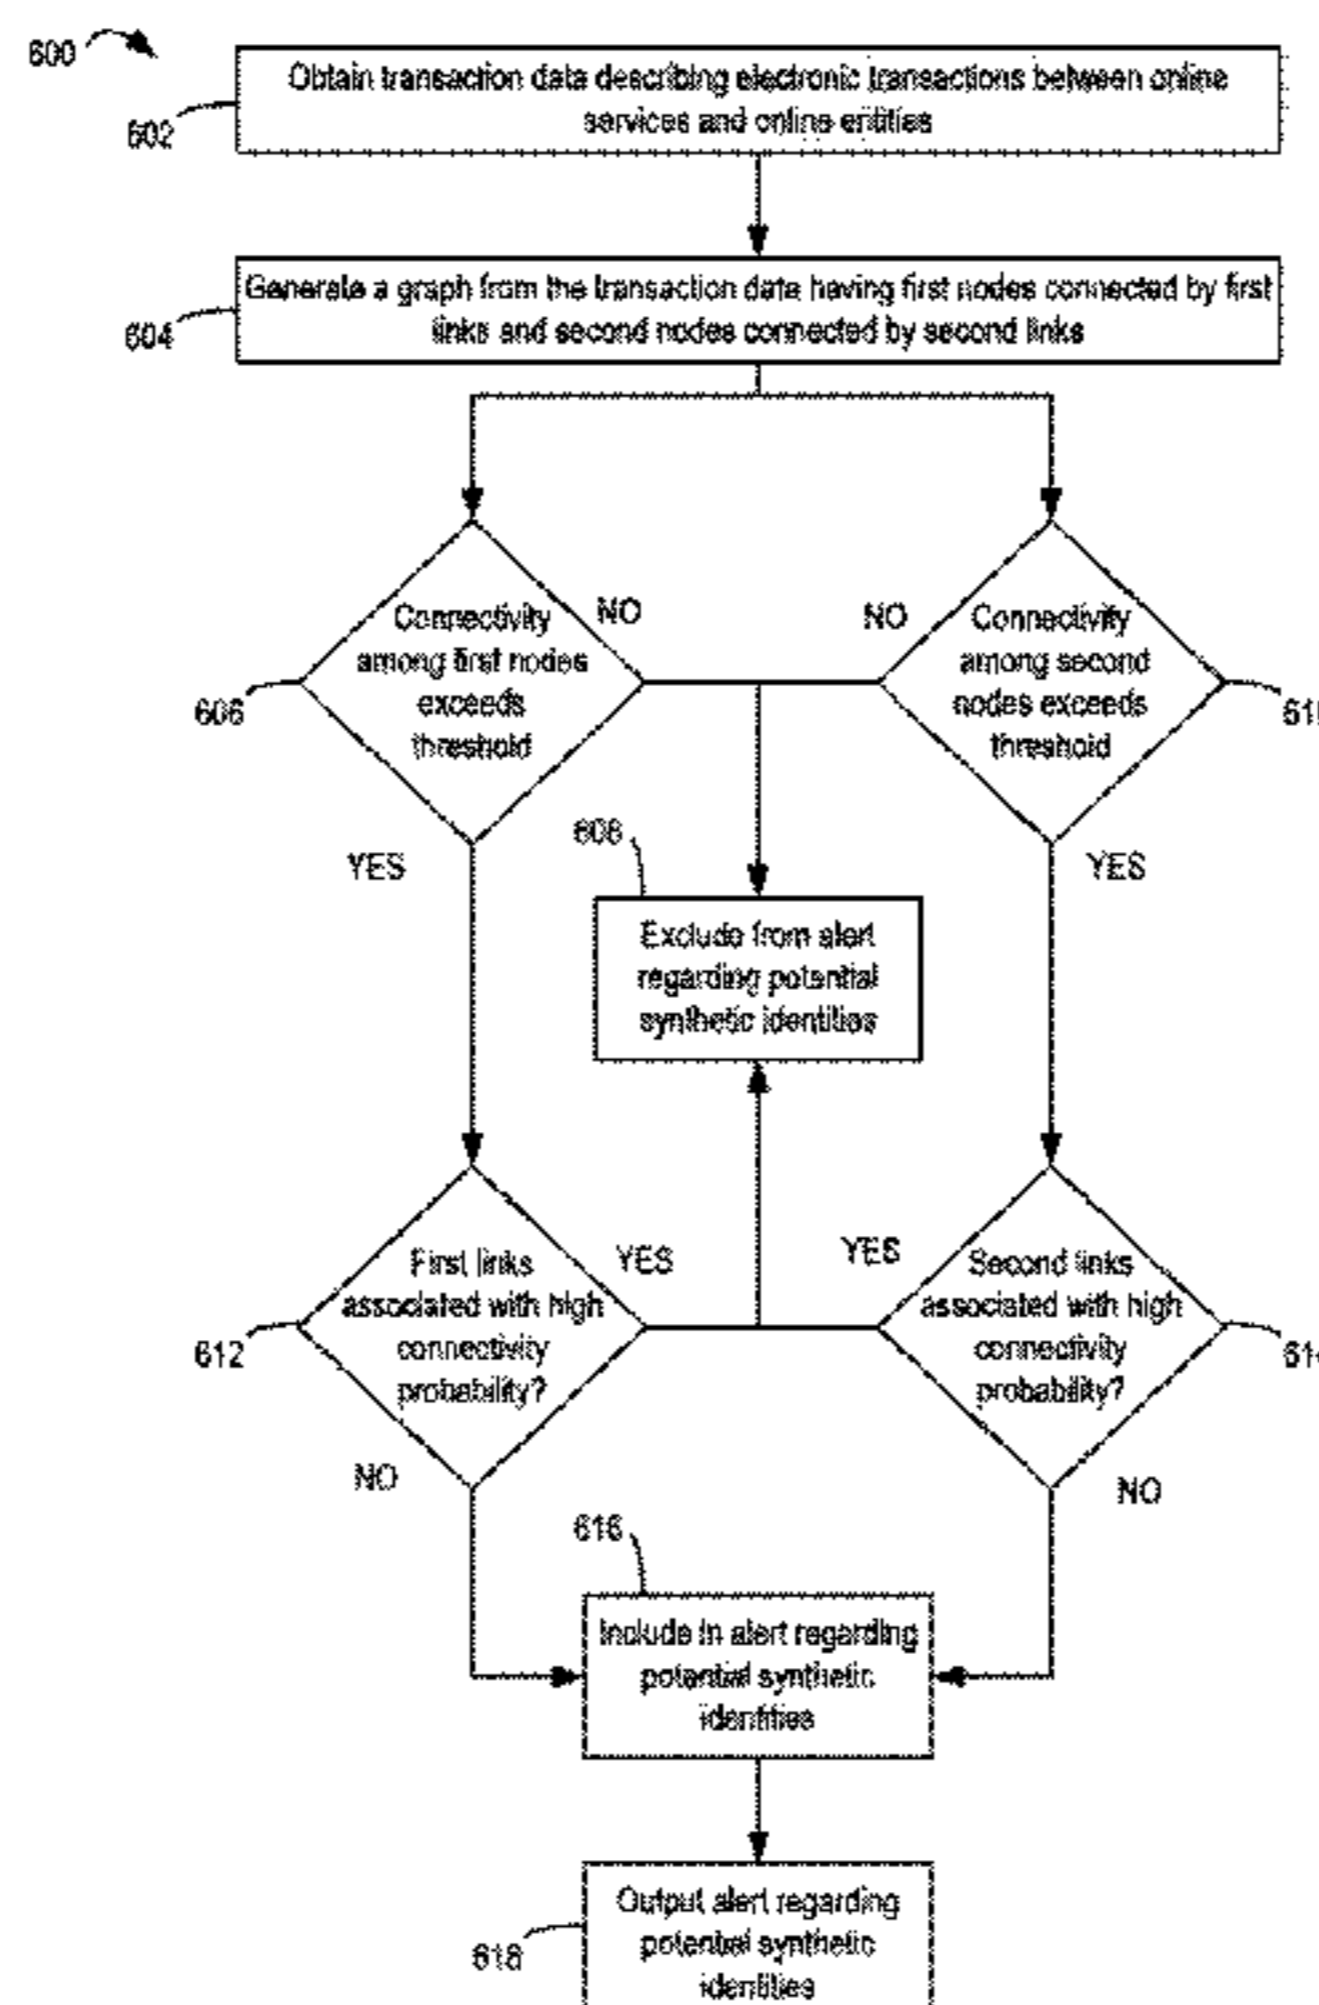 600
Obtain transaction data describing electronic transactions between online
services and online entities
602
Generate a graph from the transaction data having first nodes connected by first
links and second nodes connected by second links
604
Connectivity
among first nodes
exceeds
threshold
NO
606
YES
NO
Connectivity
among second
nodes exceeds
threshold
YES
608
Exclude from alert
regarding potential
synthetic identities
First links
associated with high
connectivity
probability?
YES
612
NO
YES
Second links
associated with high
connectivity
probability?
NO
616
Include in alert regarding
potential synthetic
identities
Output alert regarding
potential synthetic
identities
618